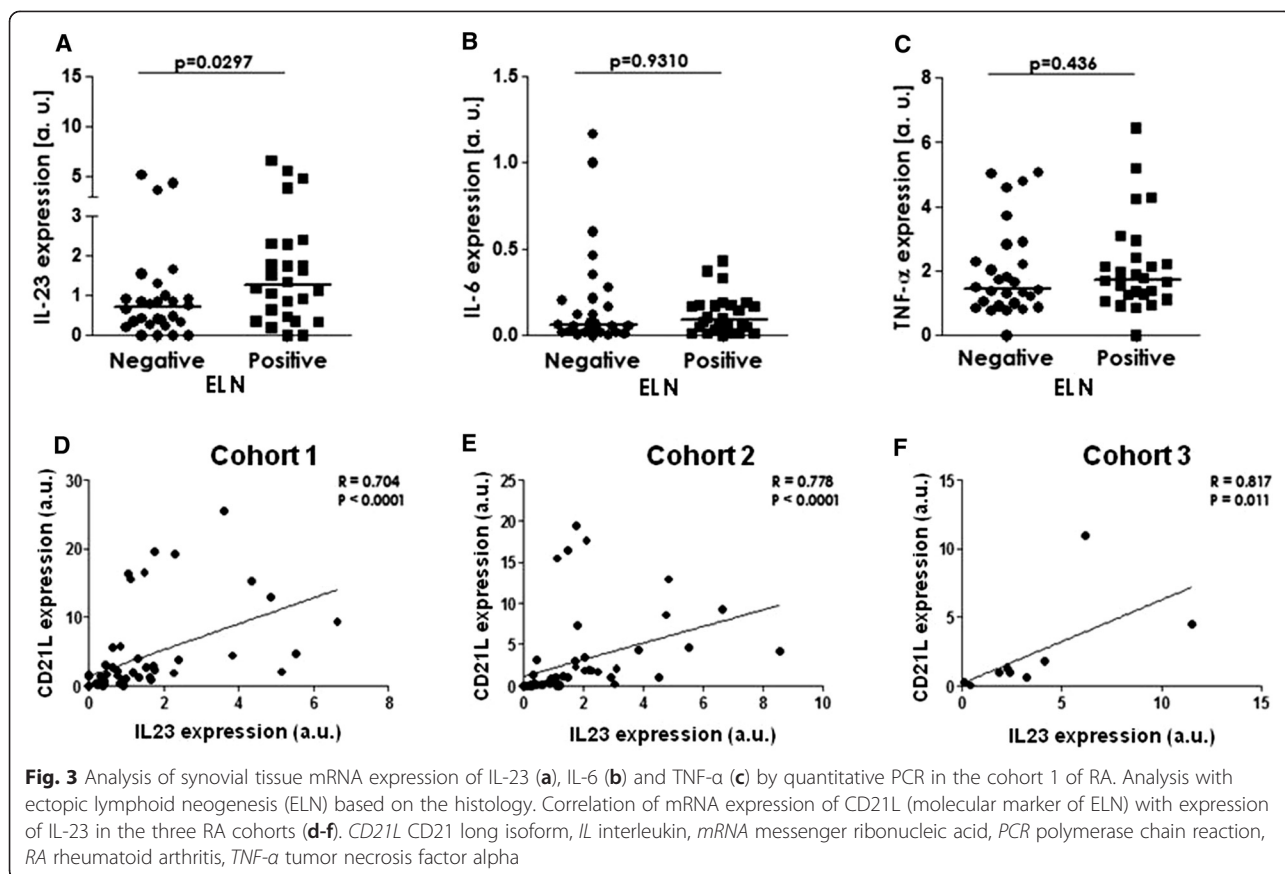 A
p=0.0297
IL-23 expression [a. u.]
15
10
5
3
2
1
0
Negative
Positive
ELN
B
p=0.9310
IL-6 expression [a. u.]
1.5
1.0
0.5
0.0
Negative
Positive
ELN
C
p=0.436
TNF-α expression [a. u.]
8
6
4
2
0
Negative
Positive
ELN
D
Cohort 1
R = 0.704
P < 0.0001
CD21L expression (a.u.)
30
20
10
0
0 2 4 6 8
IL23 expression (a.u.)
E
Cohort 2
R = 0.778
P < 0.0001
CD21L expression (a.u.)
25
20
15
10
5
0
0 2 4 6 8 10
IL23 expression (a.u.)
F
Cohort 3
R = 0.817
P = 0.011
CD21L expression (a.u.)
15
10
5
0
0 5 10 15
IL23 expression (a.u.)
Fig. 3 Analysis of synovial tissue mRNA expression of IL-23 (a), IL-6 (b) and TNF-α (c) by quantitative PCR in the cohort 1 of RA. Analysis with
ectopic lymphoid neogenesis (ELN) based on the histology. Correlation of mRNA expression of CD21L (molecular marker of ELN) with expression
of IL-23 in the three RA cohorts (d-f). CD21L CD21 long isoform, IL interleukin, mRNA messenger ribonucleic acid, PCR polymerase chain reaction,
RA rheumatoid arthritis, TNF-α tumor necrosis factor alpha